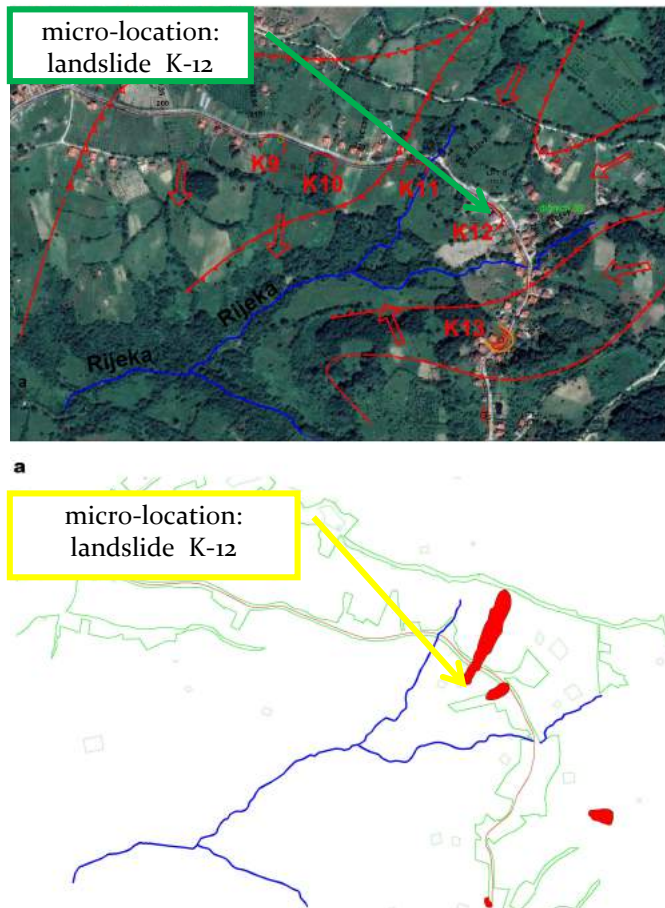 micro-location:
landslide K-12
K9
K10
K11
K12
K13
Rijeka
Rijeka
a
a
micro-location:
landslide K-12